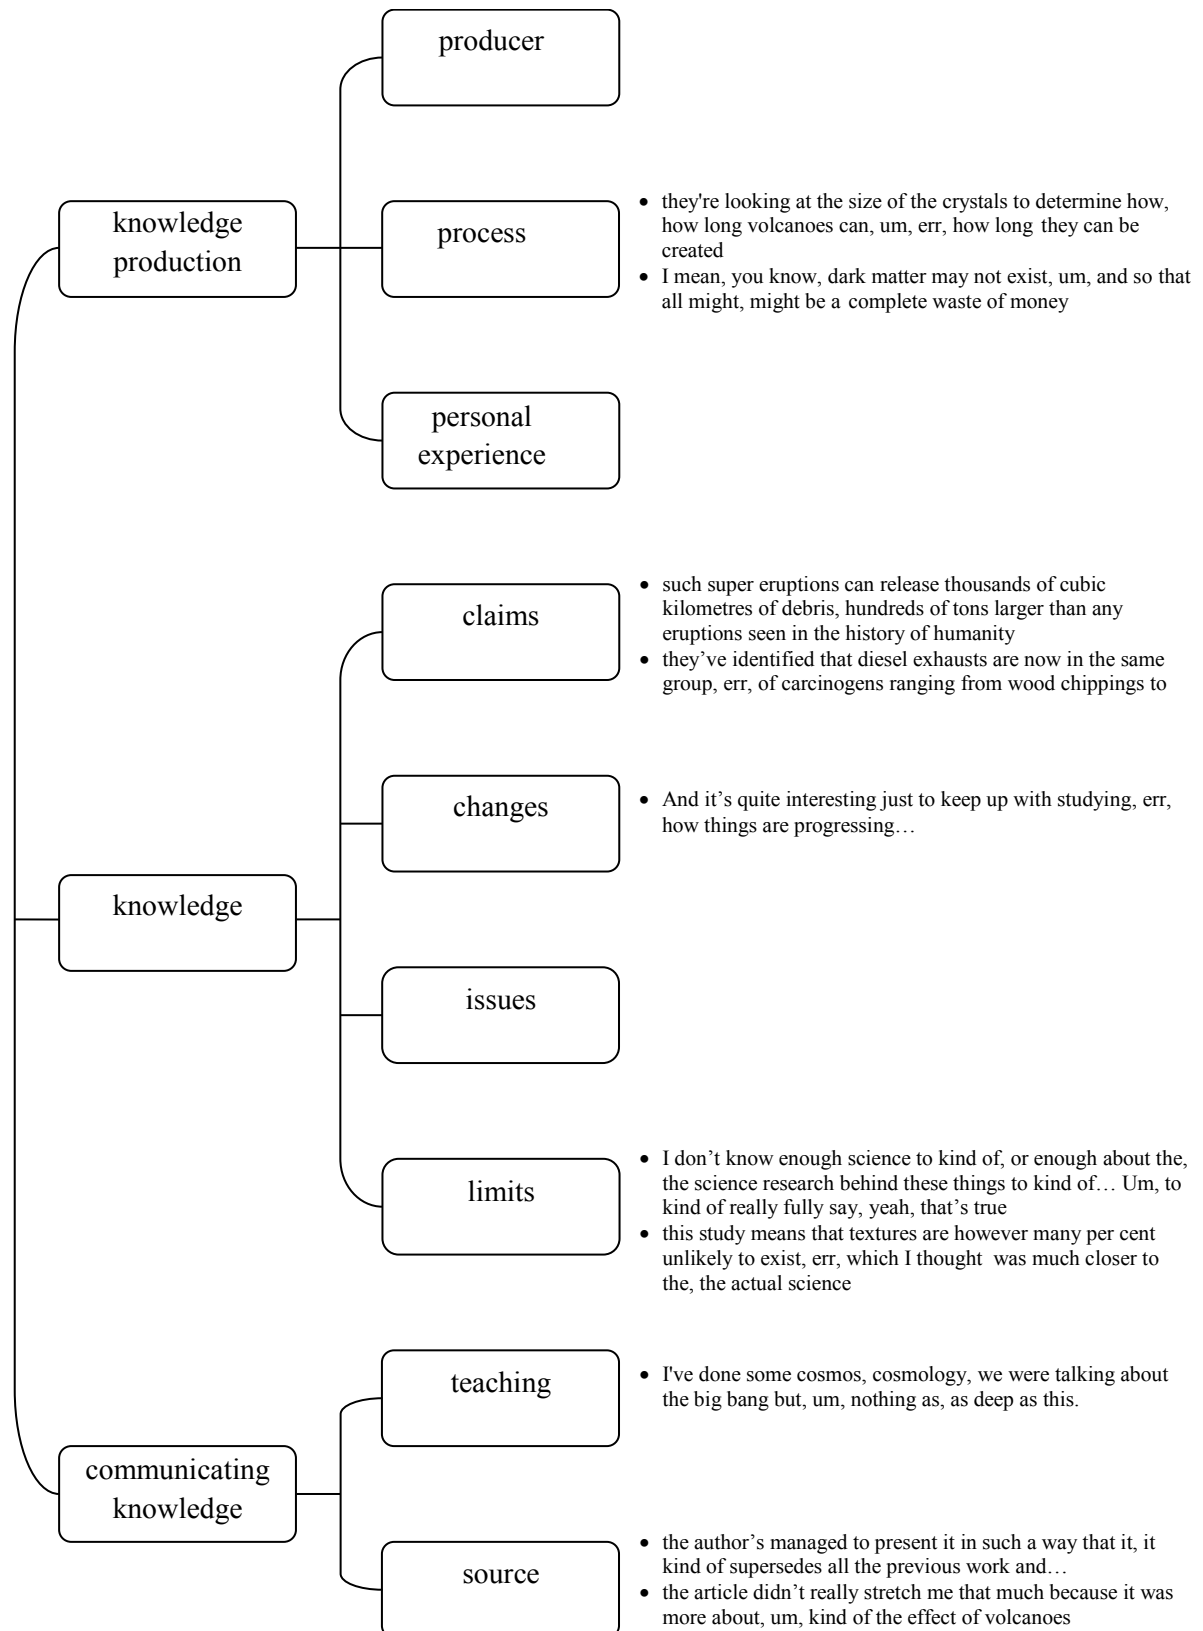 producer
knowledge
production
process
• they're looking at the size of the crystals to determine how,
how long volcanoes can, um, err, how long they can be
created
• I mean, you know, dark matter may not exist, um, and so that
all might, might be a complete waste of money
personal
experience
claims
• such super eruptions can release thousands of cubic
kilometres of debris, hundreds of tons larger than any
eruptions seen in the history of humanity
• they’ve identified that diesel exhausts are now in the same
group, err, of carcinogens ranging from wood chippings to
changes
• And it’s quite interesting just to keep up with studying, err,
how things are progressing…
knowledge
issues
limits
• I don’t know enough science to kind of, or enough about the,
the science research behind these things to kind of… Um, to
kind of really fully say, yeah, that’s true
• this study means that textures are however many per cent
unlikely to exist, err, which I thought was much closer to
the, the actual science
teaching
• I've done some cosmos, cosmology, we were talking about
the big bang but, um, nothing as, as deep as this.
communicating
knowledge
source
• the author’s managed to present it in such a way that it, it
kind of supersedes all the previous work and…
• the article didn’t really stretch me that much because it was
more about, um, kind of the effect of volcanoes